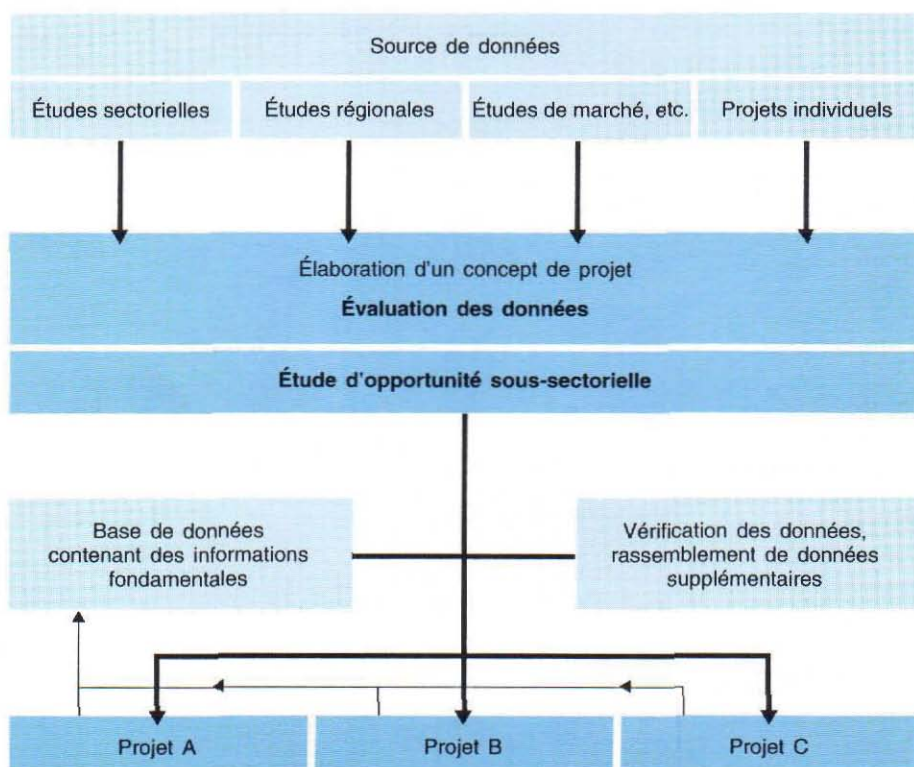 Source de données
Études sectorielles
Études régionales
Études de marché, etc.
Projets individuels
Élaboration d'un concept de projet
Évaluation des données
Étude d'opportunité sous-sectorielle
Base de données
contenant des informations
fondamentales
Vérification des données,
rassemblement de données
supplémentaires
Projet A
Projet B
Projet C